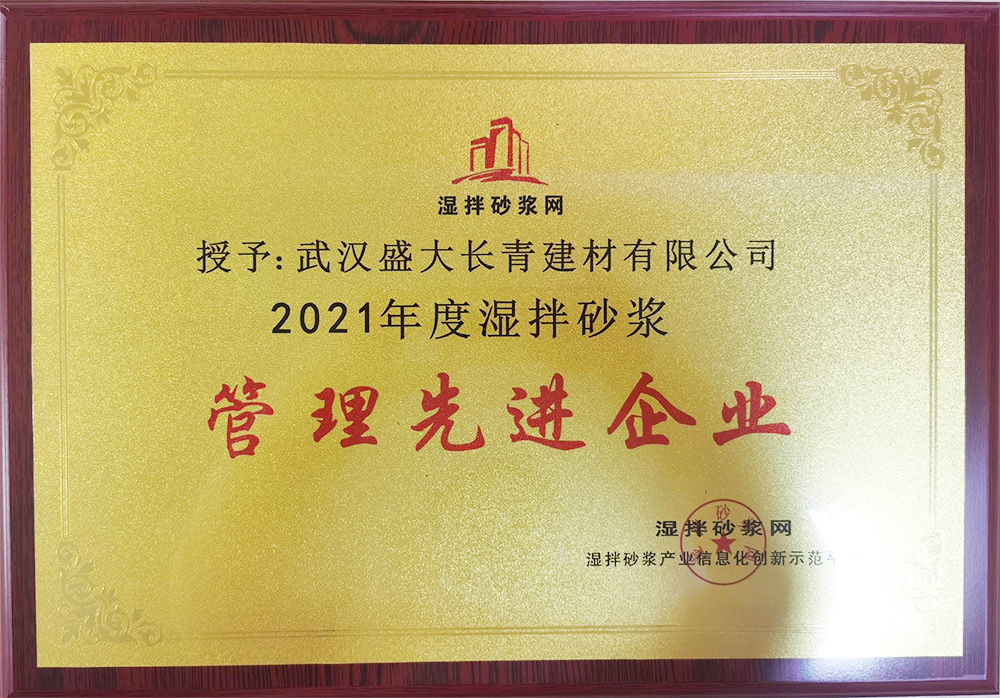 湿拌砂浆网
授予:武汉盛大长青建材有限公司
2021年度湿拌砂浆
管理先进企业
砂
湿拌砂浆网
湿拌砂浆产业信息化创新示范